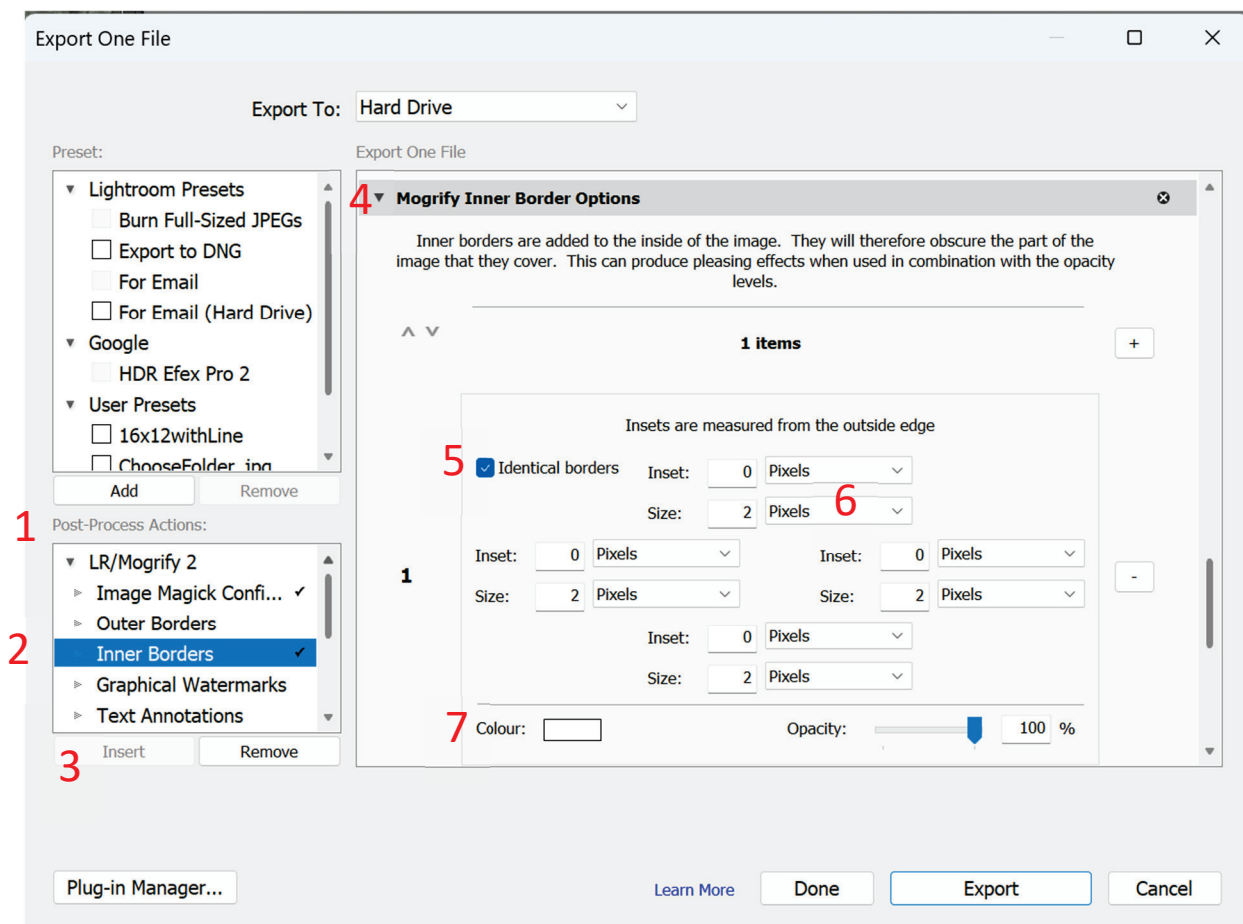 Export One File
Export To: Hard Drive
Preset:
Lightroom Presets
Burn Full-Sized JPEGs
Export to DNG
For Email
For Email (Hard Drive)
Google
HDR Efex Pro 2
User Presets
16x12withLine
ChooseFolder_jpg
Add Remove
1
Post-Process Actions:
LR/Mogrify 2
Image Magick Confi... ✓
Outer Borders
2 Inner Borders ✓
Graphical Watermarks
Text Annotations
3 Insert Remove
Export One File
4 Mogrify Inner Border Options
Inner borders are added to the inside of the image. They will therefore obscure the part of the
image that they cover. This can produce pleasing effects when used in combination with the opacity
levels.
1 items +
Insets are measured from the outside edge
5 Identical borders Inset: 0 Pixels
Size: 2 Pixels 6
Inset: 0 Pixels Inset: 0 Pixels
1 -
Size: 2 Pixels Size: 2 Pixels
Inset: 0 Pixels
Size: 2 Pixels
7 Colour: Opacity: 100 %
Plug-in Manager... Learn More Done Export Cancel